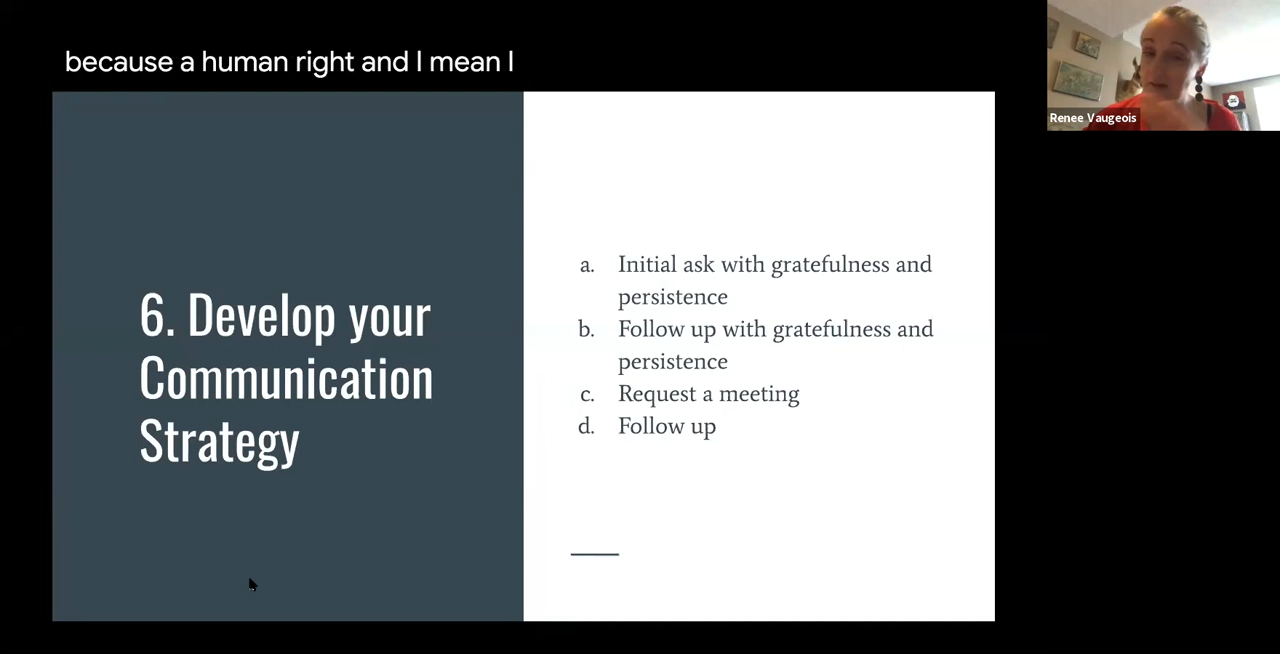 because a human right and I mean I
Renee Vaugeois
6. Develop your
Communication
Strategy
a. Initial ask with gratefulness and
persistence
b. Follow up with gratefulness and
persistence
c. Request a meeting
d. Follow up